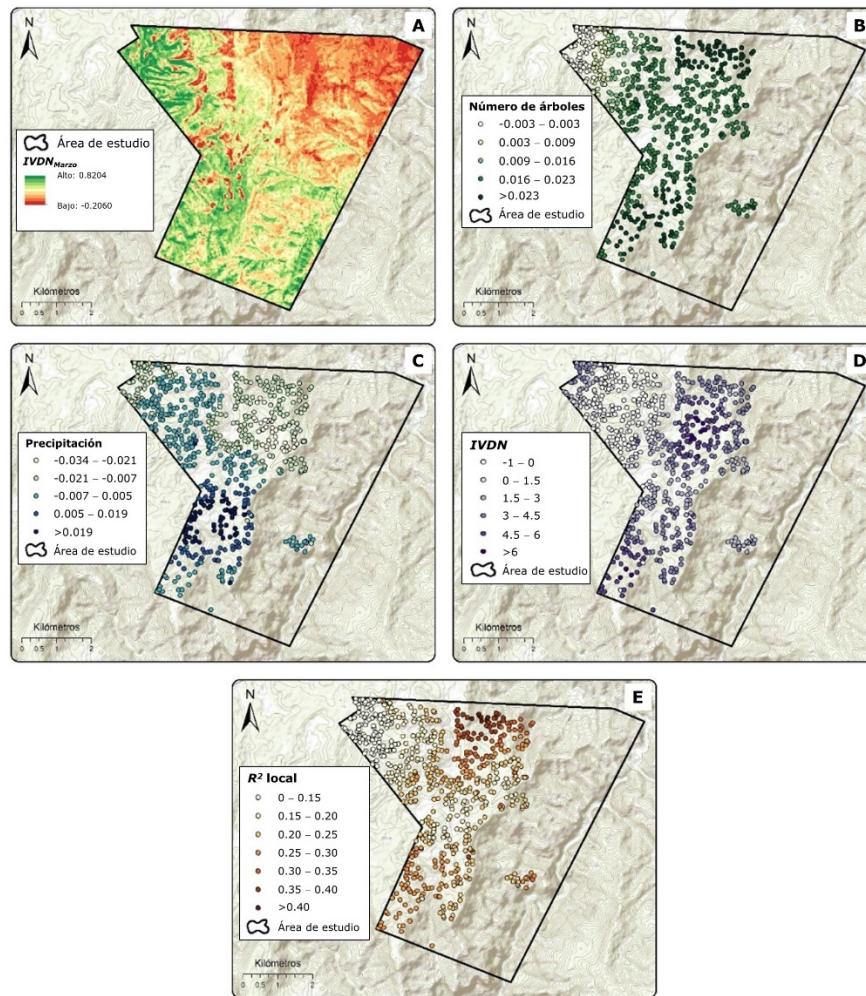 A
N
Área de estudio
IVDN Marzo
Alto: 0.8204
Bajo: -0.2060
Kilómetros
0 0.5 1 2
B
N
Número de árboles
-0.003 – 0.003
0.003 – 0.009
0.009 – 0.016
0.016 – 0.023
>0.023
Área de estudio
Kilómetros
0 0.5 1 2
C
N
Precipitación
-0.034 – -0.021
-0.021 – -0.007
-0.007 – 0.005
0.005 – 0.019
>0.019
Área de estudio
Kilómetros
0 0.5 1 2
D
N
IVDN
-1 – 0
0 – 1.5
1.5 – 3
3 – 4.5
4.5 – 6
>6
Área de estudio
Kilómetros
0 0.5 1 2
E
N
R² local
0 – 0.15
0.15 – 0.20
0.20 – 0.25
0.25 – 0.30
0.30 – 0.35
0.35 – 0.40
>0.40
Área de estudio
Kilómetros
0 0.5 1 2